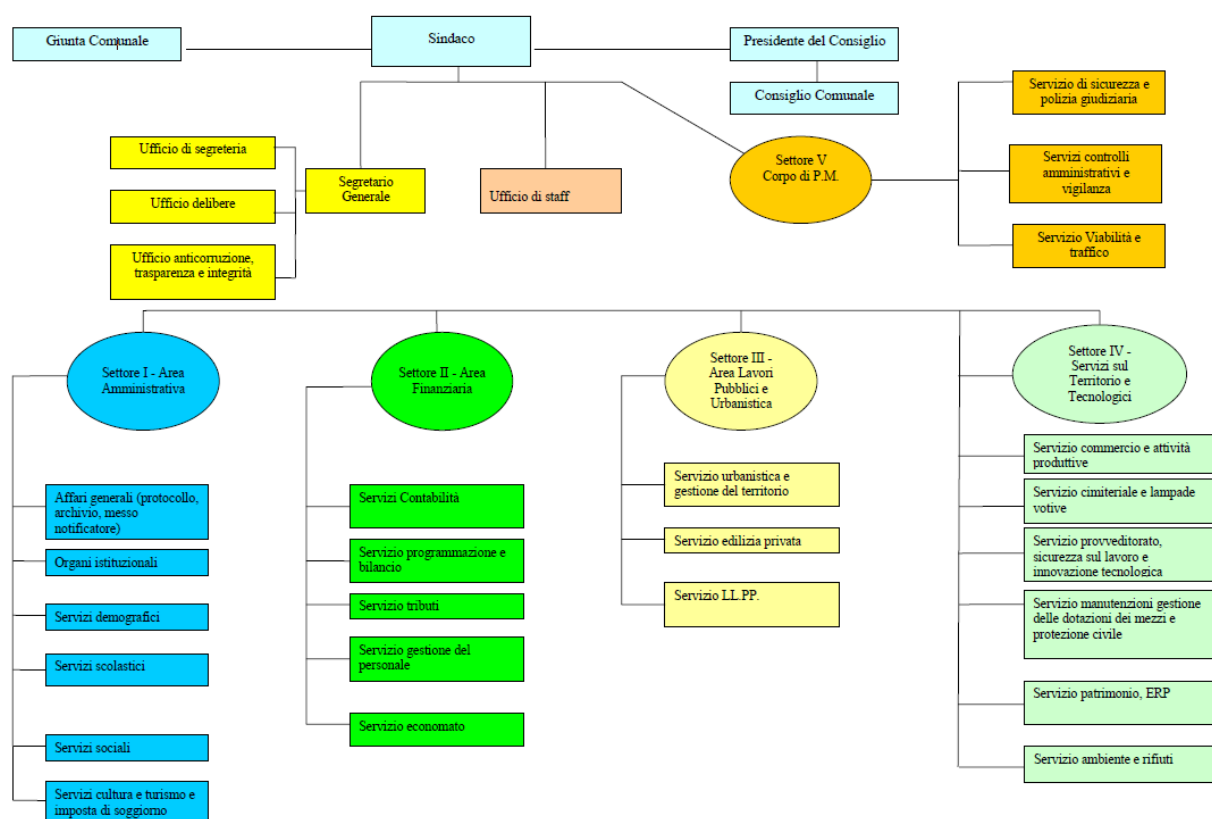 Giunta Comunale
Sindaco
Presidente del Consiglio
Consiglio Comunale
Servizio di sicurezza e
polizia giudiziaria
Ufficio di segreteria
Ufficio delibere
Ufficio anticorruzione,
trasparenza e integrità
Segretario
Generale
Ufficio di staff
Settore V
Corpo di P.M.
Servizi controlli
amministrativi e
vigilanza
Servizio Viabilità e
traffico
Settore I - Area
Amministrativa
Settore II - Area
Finanziaria
Settore III -
Area Lavori
Pubblici e
Urbanistica
Settore IV -
Servizi sul
Territorio e
Tecnologici
Affari generali (protocollo,
archivio, messo
notificatore)
Organi istituzionali
Servizi demografici
Servizi scolastici
Servizi sociali
Servizi cultura e turismo e
imposta di soggiorno
Servizi Contabilità
Servizio programmazione e
bilancio
Servizio tributi
Servizio gestione del
personale
Servizio economato
Servizio urbanistica e
gestione del territorio
Servizio edilizia privata
Servizio LL.PP.
Servizio commercio e attività
produttive
Servizio cimiteriale e lampade
votive
Servizio provveditorato,
sicurezza sul lavoro e
innovazione tecnologica
Servizio manutenzioni gestione
delle dotazioni dei mezzi e
protezione civile
Servizio patrimonio, ERP
Servizio ambiente e rifiuti